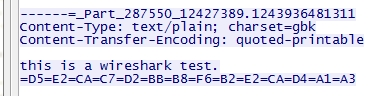 ------=_Part_287550_12427389.1243936481311
Content-Type: text/plain; charset=gbk
Content-Transfer-Encoding: quoted-printable

this is a wireshark test.
=D5=E2=CA=C7=D2=BB=B8=F6=B2=E2=CA=D4=A1=A3